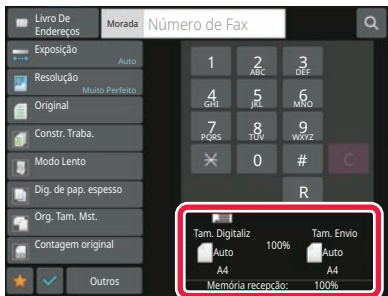 Livro De
Endereços
Morada
Número de Fax
Exposição
Auto
Resolução
Muito Perfeito
Original
Constr. Traba.
Modo Lento
Dig. de pap. espesso
Org. Tam. Mst.
Contagem original
Outros
1
2
ABC
3
DEF
4
GHI
5
JKL
6
MNO
7
PQRS
8
TUV
9
WXYZ
0
#
C
R
Tam. Digitaliz
Tam. Envio
100%
Auto
Auto
A4
A4
Memória recepção: 100%